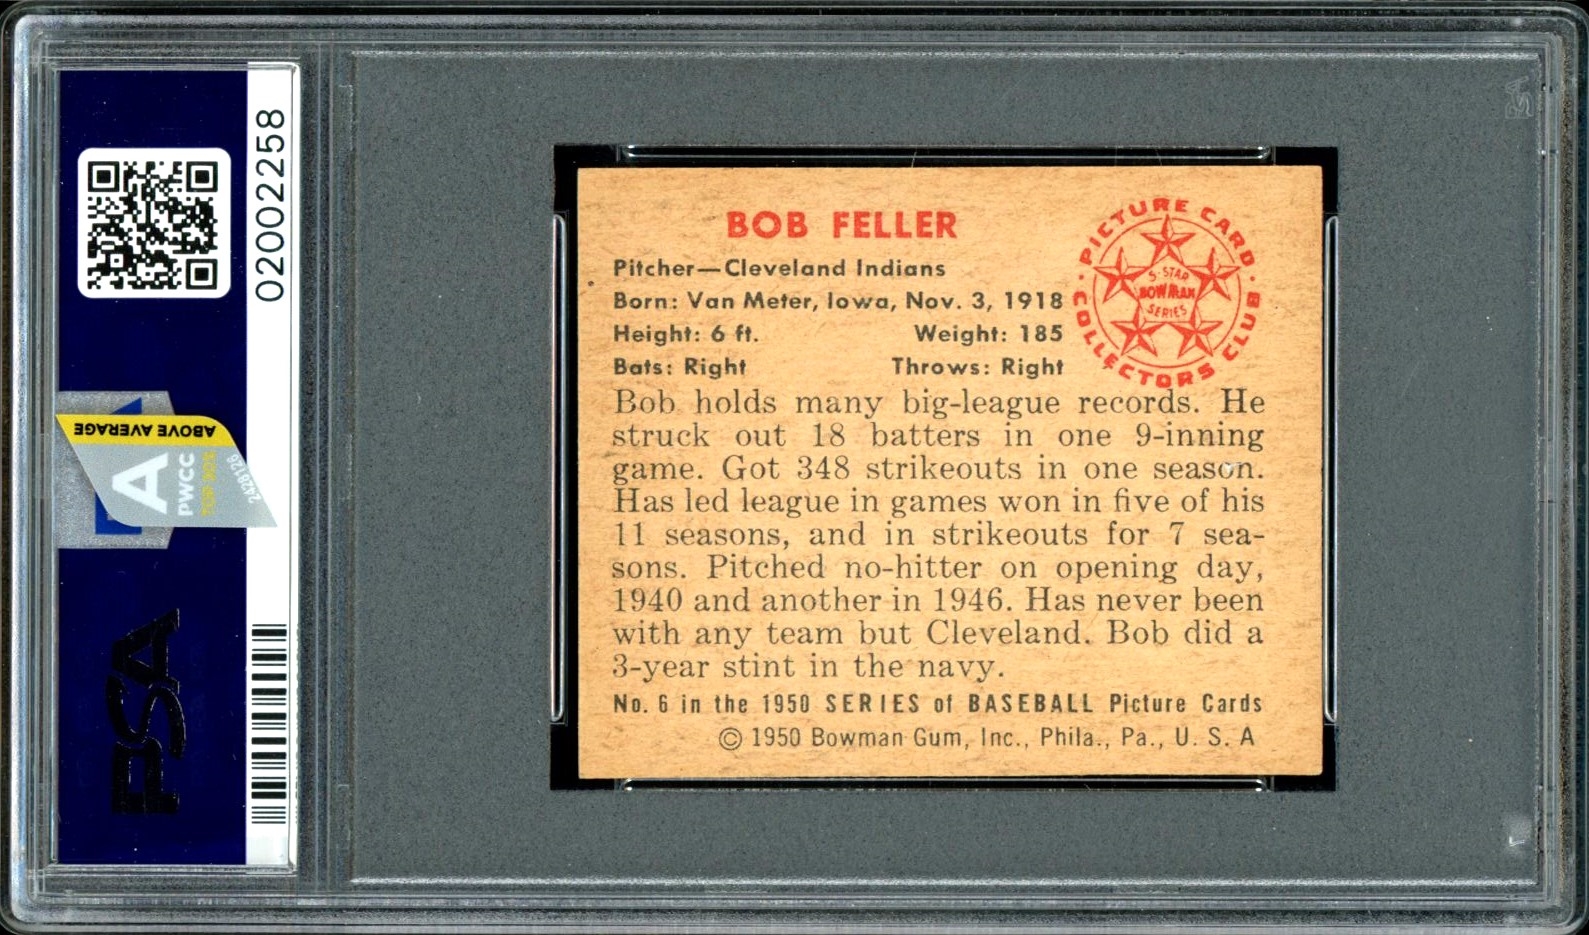 02002258
ABOVE AVERAGE
A
PWCC
TOP 30%
2428126
PSA
BOB FELLER
Pitcher—Cleveland Indians
Born: Van Meter, Iowa, Nov. 3, 1918
Height: 6 ft. Weight: 185
Bats: Right Throws: Right
PICTURE CARD
COLLECTORS CLUB
5-STAR
BOWMAN
SERIES
Bob holds many big-league records. He
struck out 18 batters in one 9-inning
game. Got 348 strikeouts in one season.
Has led league in games won in five of his
11 seasons, and in strikeouts for 7 sea-
sons. Pitched no-hitter on opening day,
1940 and another in 1946. Has never been
with any team but Cleveland. Bob did a
3-year stint in the navy.
No. 6 in the 1950 SERIES of BASEBALL Picture Cards
© 1950 Bowman Gum, Inc., Phila., Pa., U. S. A
PSA